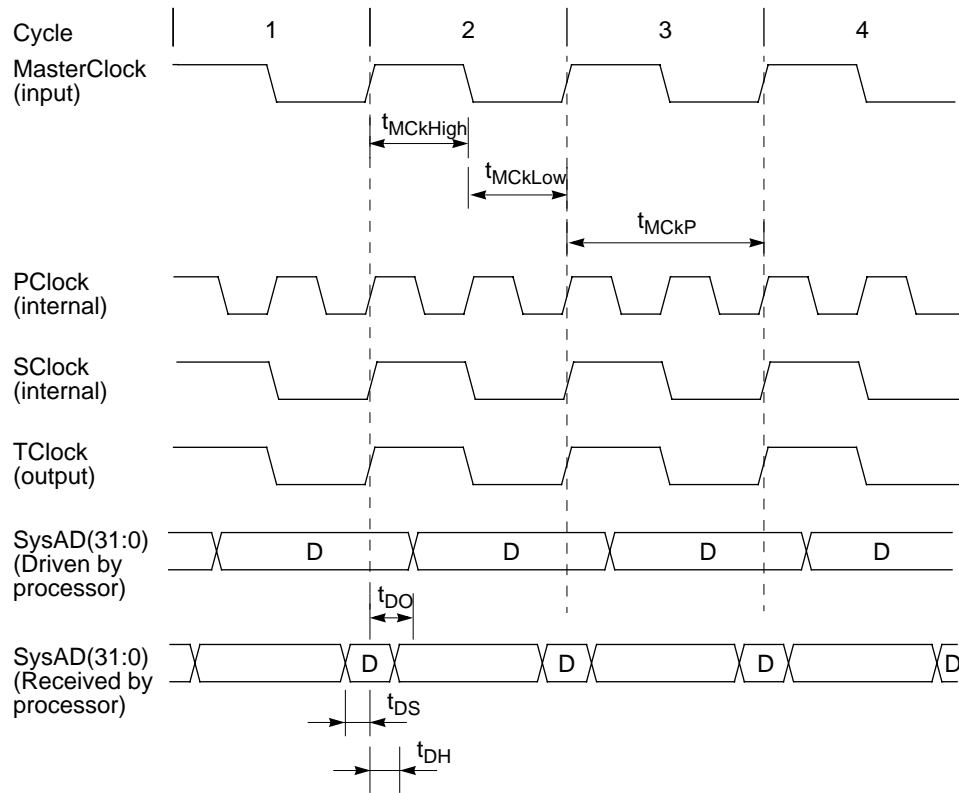 Cycle 1 2 3 4
MasterClock
(input)
tMCkHigh
tMCkLow
tMCkP
PClock
(internal)
SClock
(internal)
TClock
(output)
SysAD(31:0)
(Driven by
processor)
D D D D
tDO
SysAD(31:0)
(Received by
processor)
D D D D
tDS
tDH